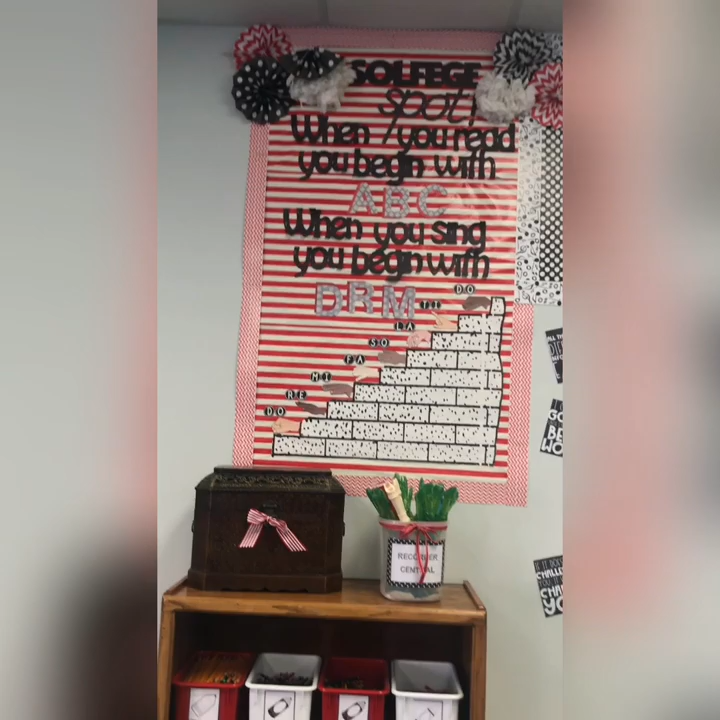 SOLFEGE
spot!
When you read
you begin with
ABC
When you sing
you begin with
DRM
DO
TI
LA
SO
FA
MI
RE
DO
RECORDER
CENTRAL